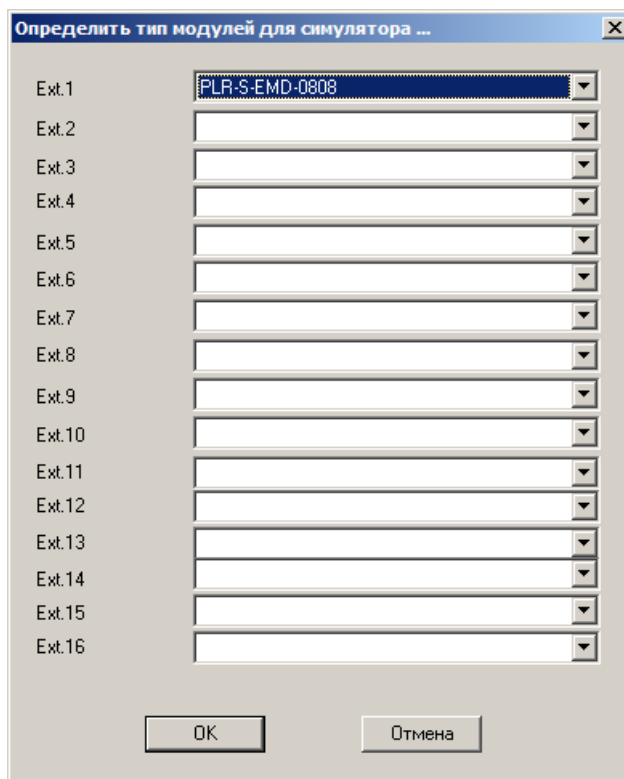 Определить тип модулей для симулятора ...
Ext.1 PLR-S-EMD-0808
Ext.2
Ext.3
Ext.4
Ext.5
Ext.6
Ext.7
Ext.8
Ext.9
Ext.10
Ext.11
Ext.12
Ext.13
Ext.14
Ext.15
Ext.16
OK Отмена